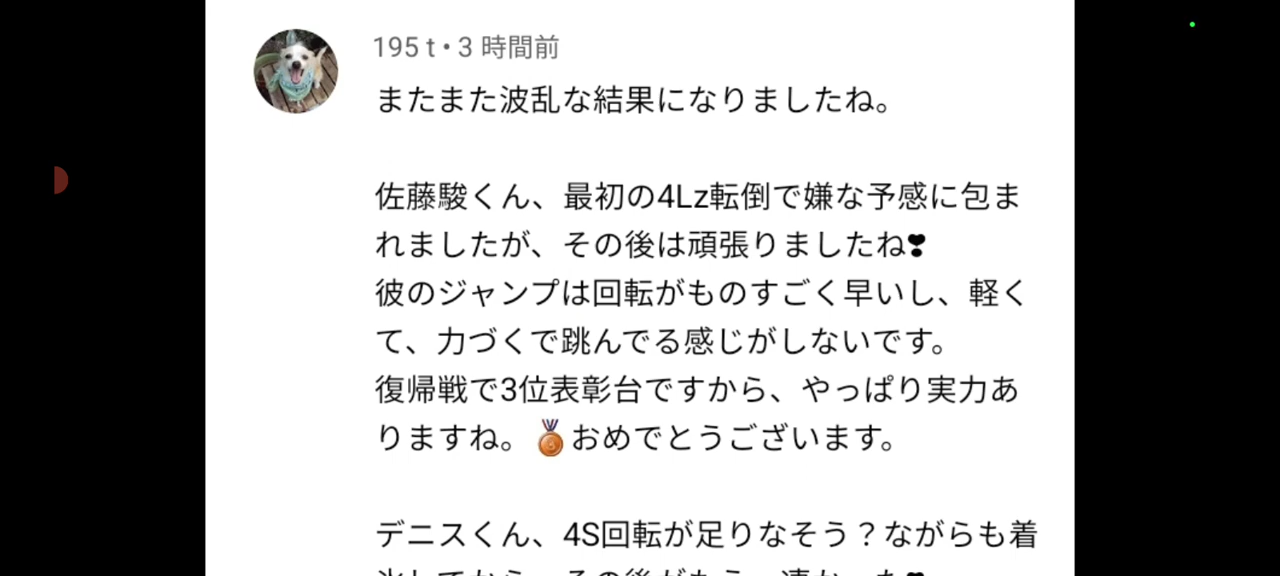 195 t • 3 時間前
またまた波乱な結果になりましたね。
佐藤駿くん、最初の4Lz転倒で嫌な予感に包ま
れましたが、その後は頑張りましたね❣
彼のジャンプは回転がものすごく早いし、軽く
て、力づくで跳んでる感じがしないです。
復帰戦で3位表彰台ですから、やっぱり実力あ
りますね。🥉おめでとうございます。
デニスくん、4S回転が足りなそう？ながらも着